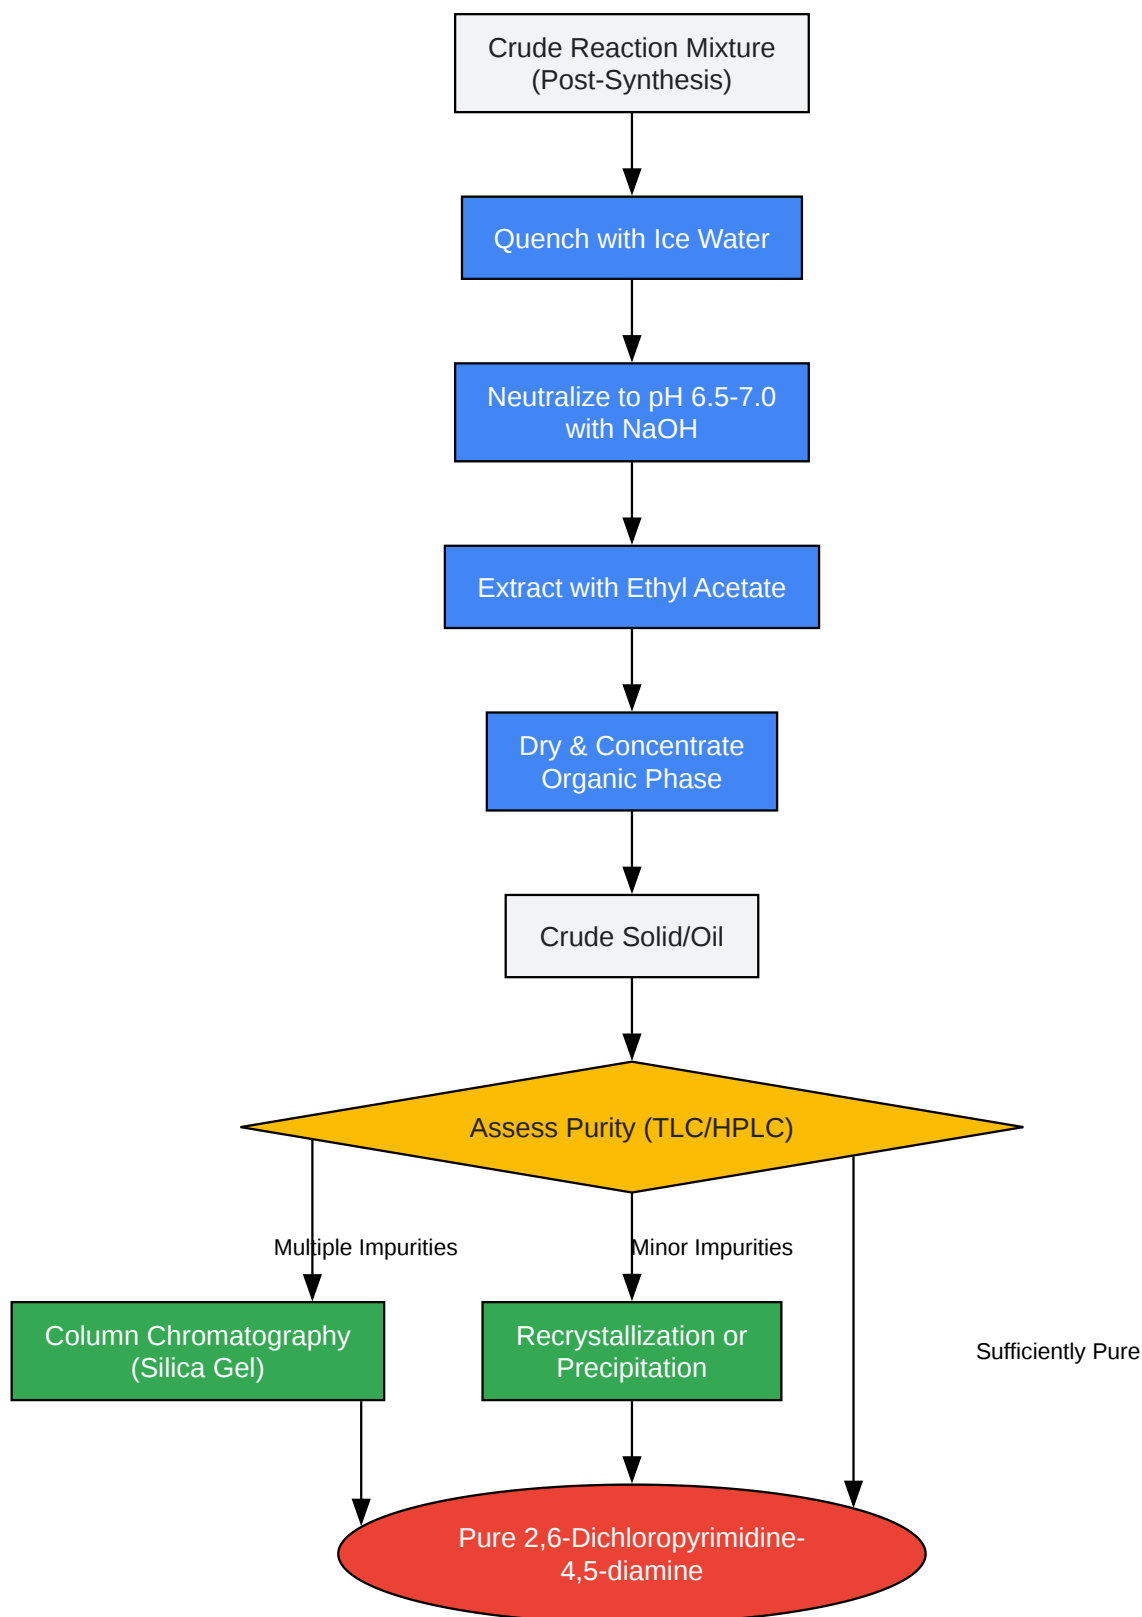 Crude Reaction Mixture
(Post-Synthesis)
Quench with Ice Water
Neutralize to pH 6.5-7.0
with NaOH
Extract with Ethyl Acetate
Dry & Concentrate
Organic Phase
Crude Solid/Oil
Assess Purity (TLC/HPLC)
Multiple Impurities
Minor Impurities
Column Chromatography
(Silica Gel)
Recrystallization or
Precipitation
Sufficiently Pure
Pure 2,6-Dichloropyrimidine-
4,5-diamine